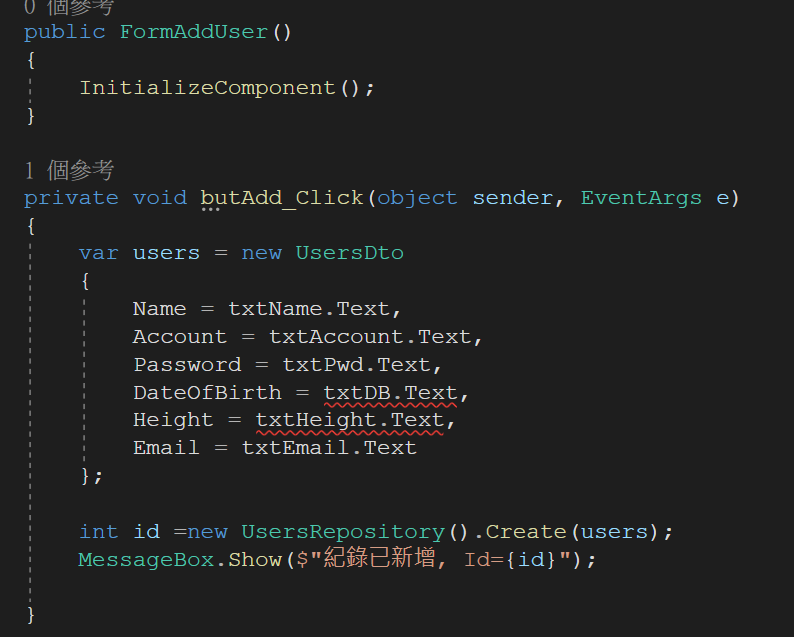 0 個參考
public FormAddUser()
{
InitializeComponent();
}
1 個參考
private void butAdd_Click(object sender, EventArgs e)
{
var users = new UsersDto
{
Name = txtName.Text,
Account = txtAccount.Text,
Password = txtPwd.Text,
DateOfBirth = txtDB.Text,
Height = txtHeight.Text,
Email = txtEmail.Text
};
int id =new UsersRepository().Create(users);
MessageBox.Show($"紀錄已新增, Id={id}");
}